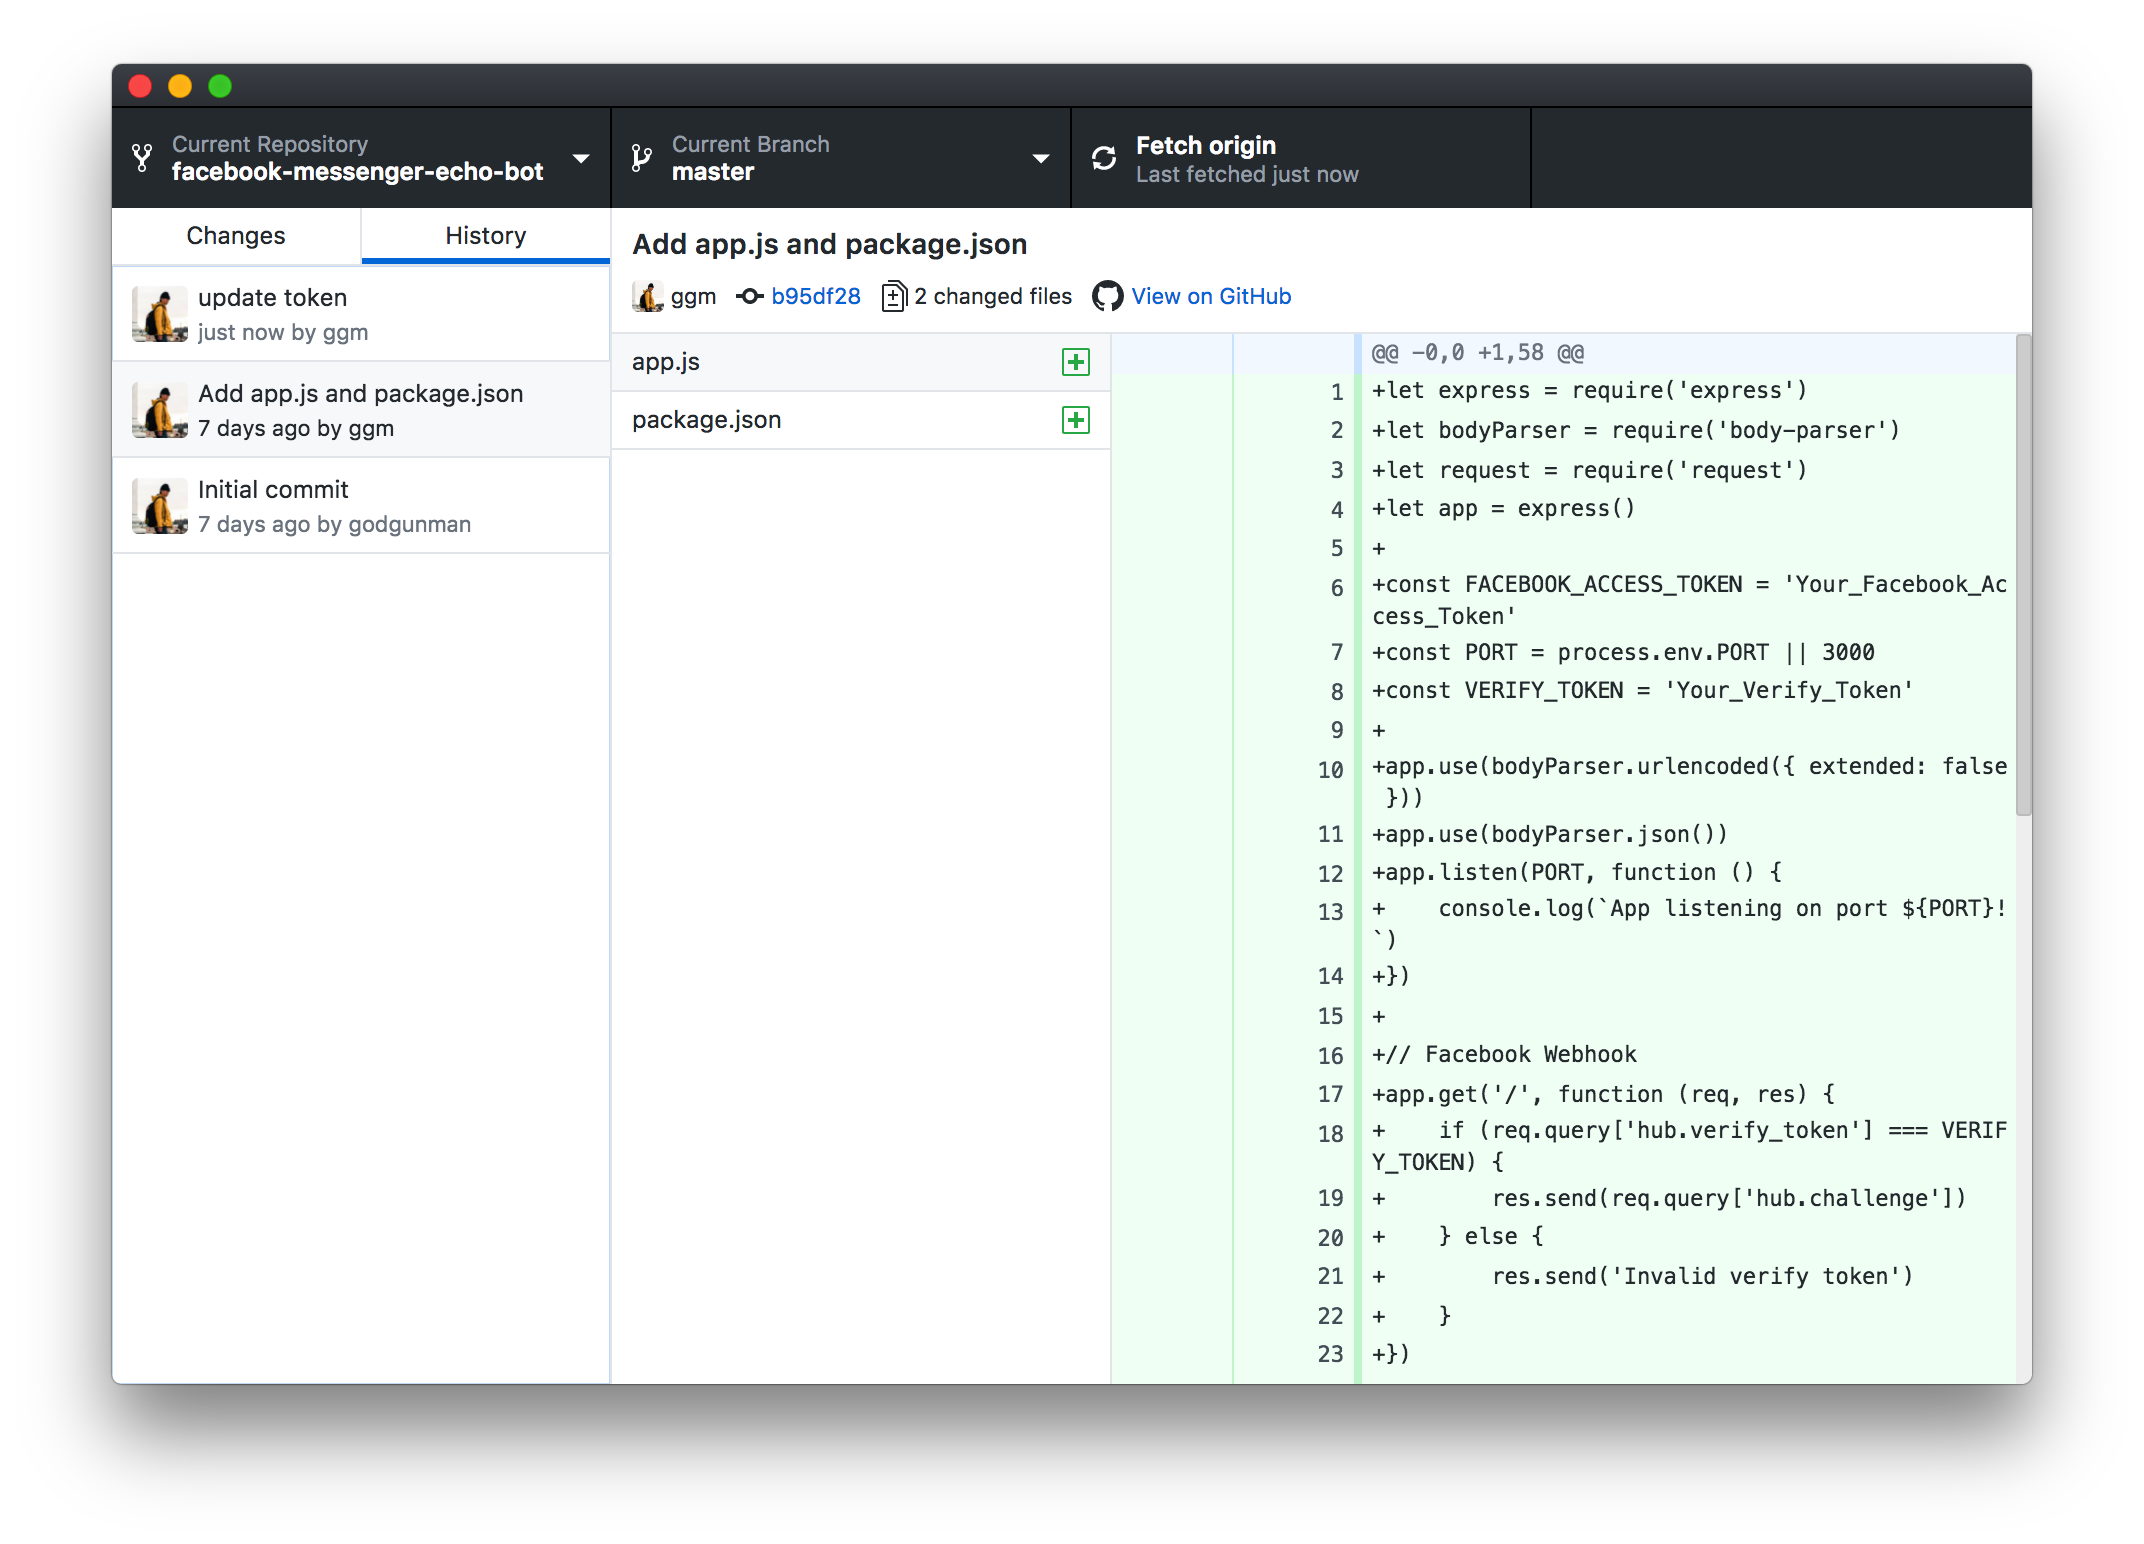 Current Repository
facebook-messenger-echo-bot
Current Branch
master
Fetch origin
Last fetched just now
Changes
History
update token
just now by ggm
Add app.js and package.json
7 days ago by ggm
Initial commit
7 days ago by godgunman
Add app.js and package.json
ggm b95df28 2 changed files View on GitHub
app.js
package.json
@@ -0,0 +1,58 @@
1 +let express = require('express')
2 +let bodyParser = require('body-parser')
3 +let request = require('request')
4 +let app = express()
5 +
6 +const FACEBOOK_ACCESS_TOKEN = 'Your_Facebook_Ac
cess_Token'
7 +const PORT = process.env.PORT || 3000
8 +const VERIFY_TOKEN = 'Your_Verify_Token'
9 +
10 +app.use(bodyParser.urlencoded({ extended: false
 }))
11 +app.use(bodyParser.json())
12 +app.listen(PORT, function () {
13 +    console.log(`App listening on port ${PORT}!
`)
14 +})
15 +
16 +// Facebook Webhook
17 +app.get('/', function (req, res) {
18 +    if (req.query['hub.verify_token'] === VERIF
Y_TOKEN) {
19 +        res.send(req.query['hub.challenge'])
20 +    } else {
21 +        res.send('Invalid verify token')
22 +    }
23 +})